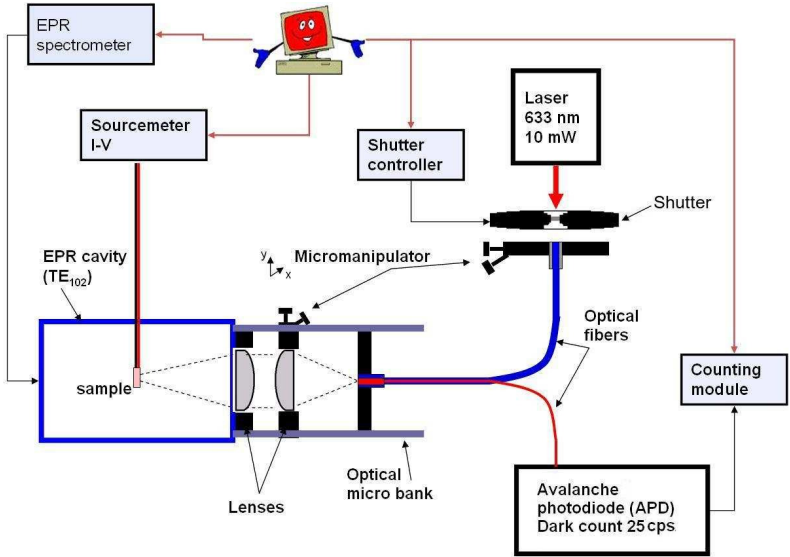 EPR
spectrometer
Sourcemeter
I-V
Shutter
controller
Laser
633 nm
10 mW
Shutter
EPR cavity
(TE102)
y
x
Micromanipulator
Optical
fibers
sample
Counting
module
Lenses
Optical
micro bank
Avalanche
photodiode (APD)
Dark count 25cps